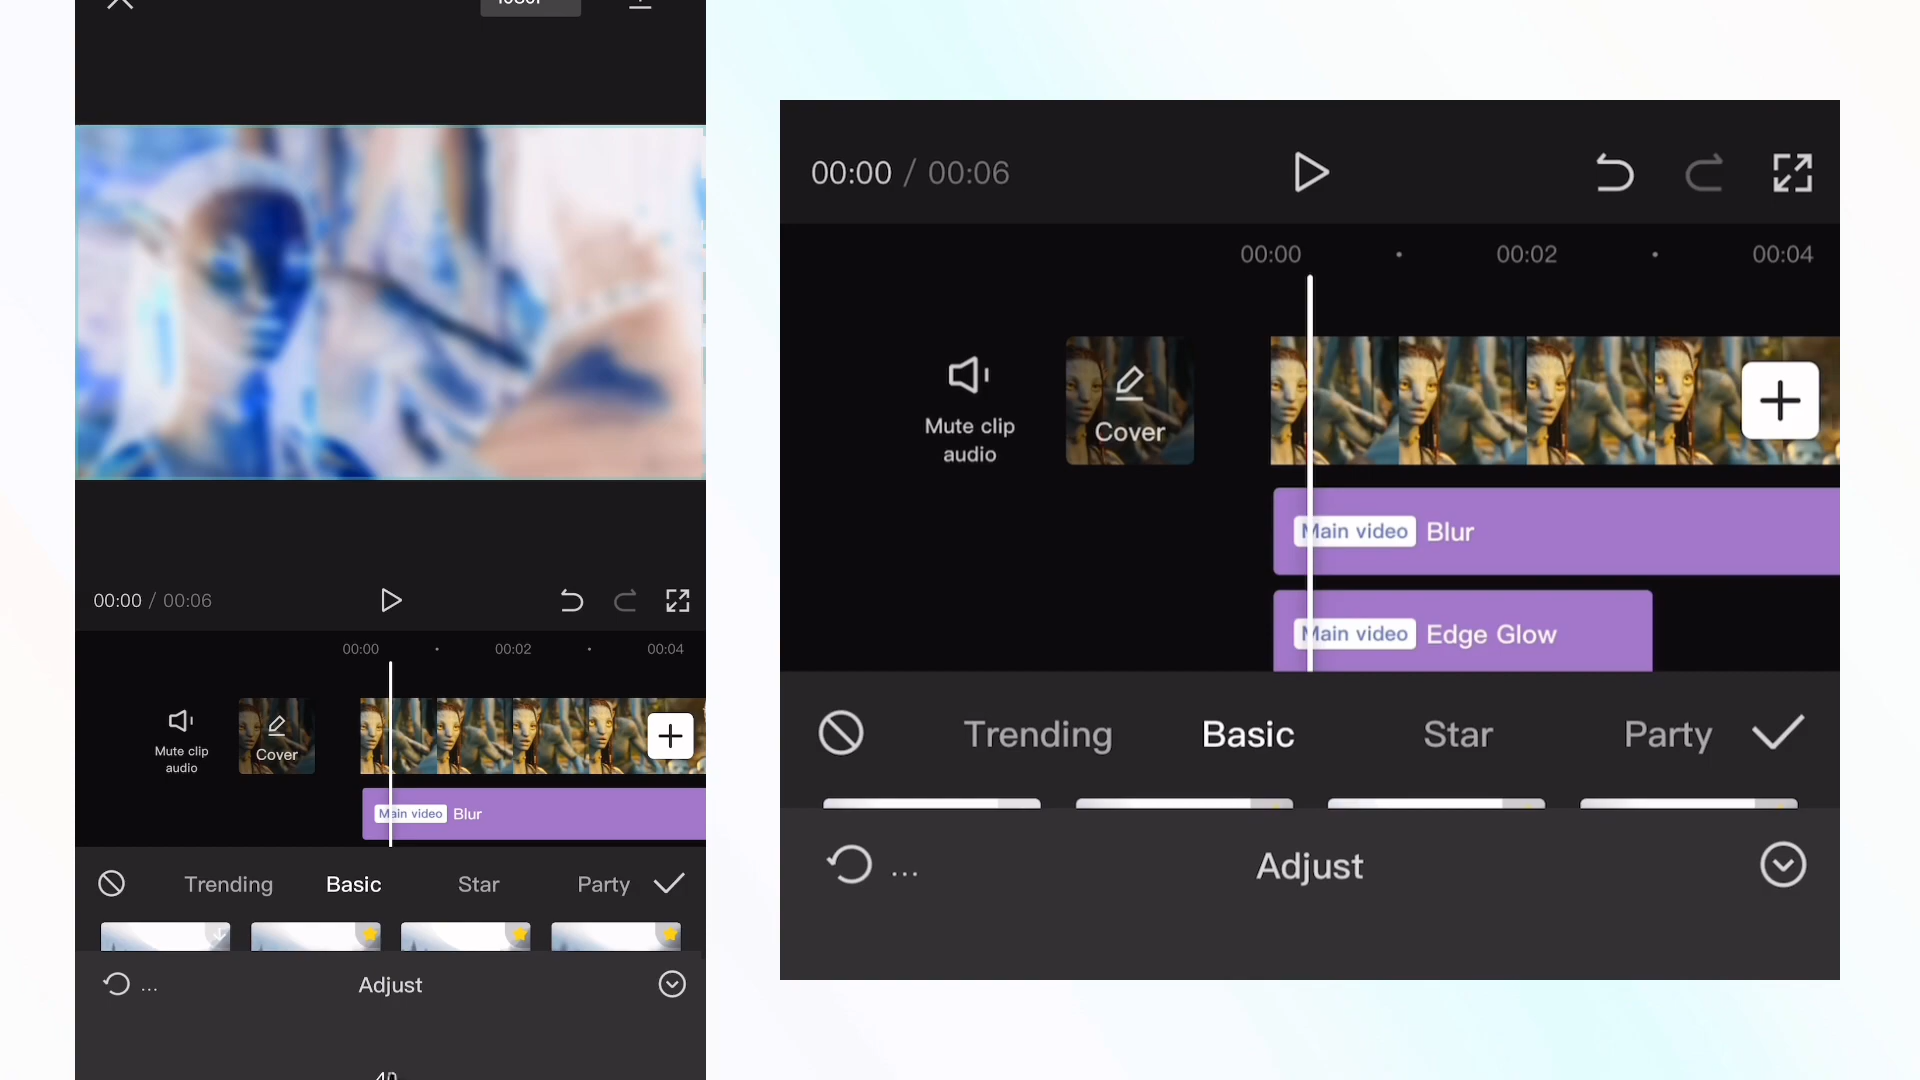 00:00 / 00:06
00:00 00:02 00:04
Mute clip
audio
Cover
Main video Blur
Trending Basic Star Party
... Adjust
00:00 / 00:06
00:00 00:02 00:04
Mute clip
audio
Cover
Main video Blur
Main video Edge Glow
Trending Basic Star Party
... Adjust